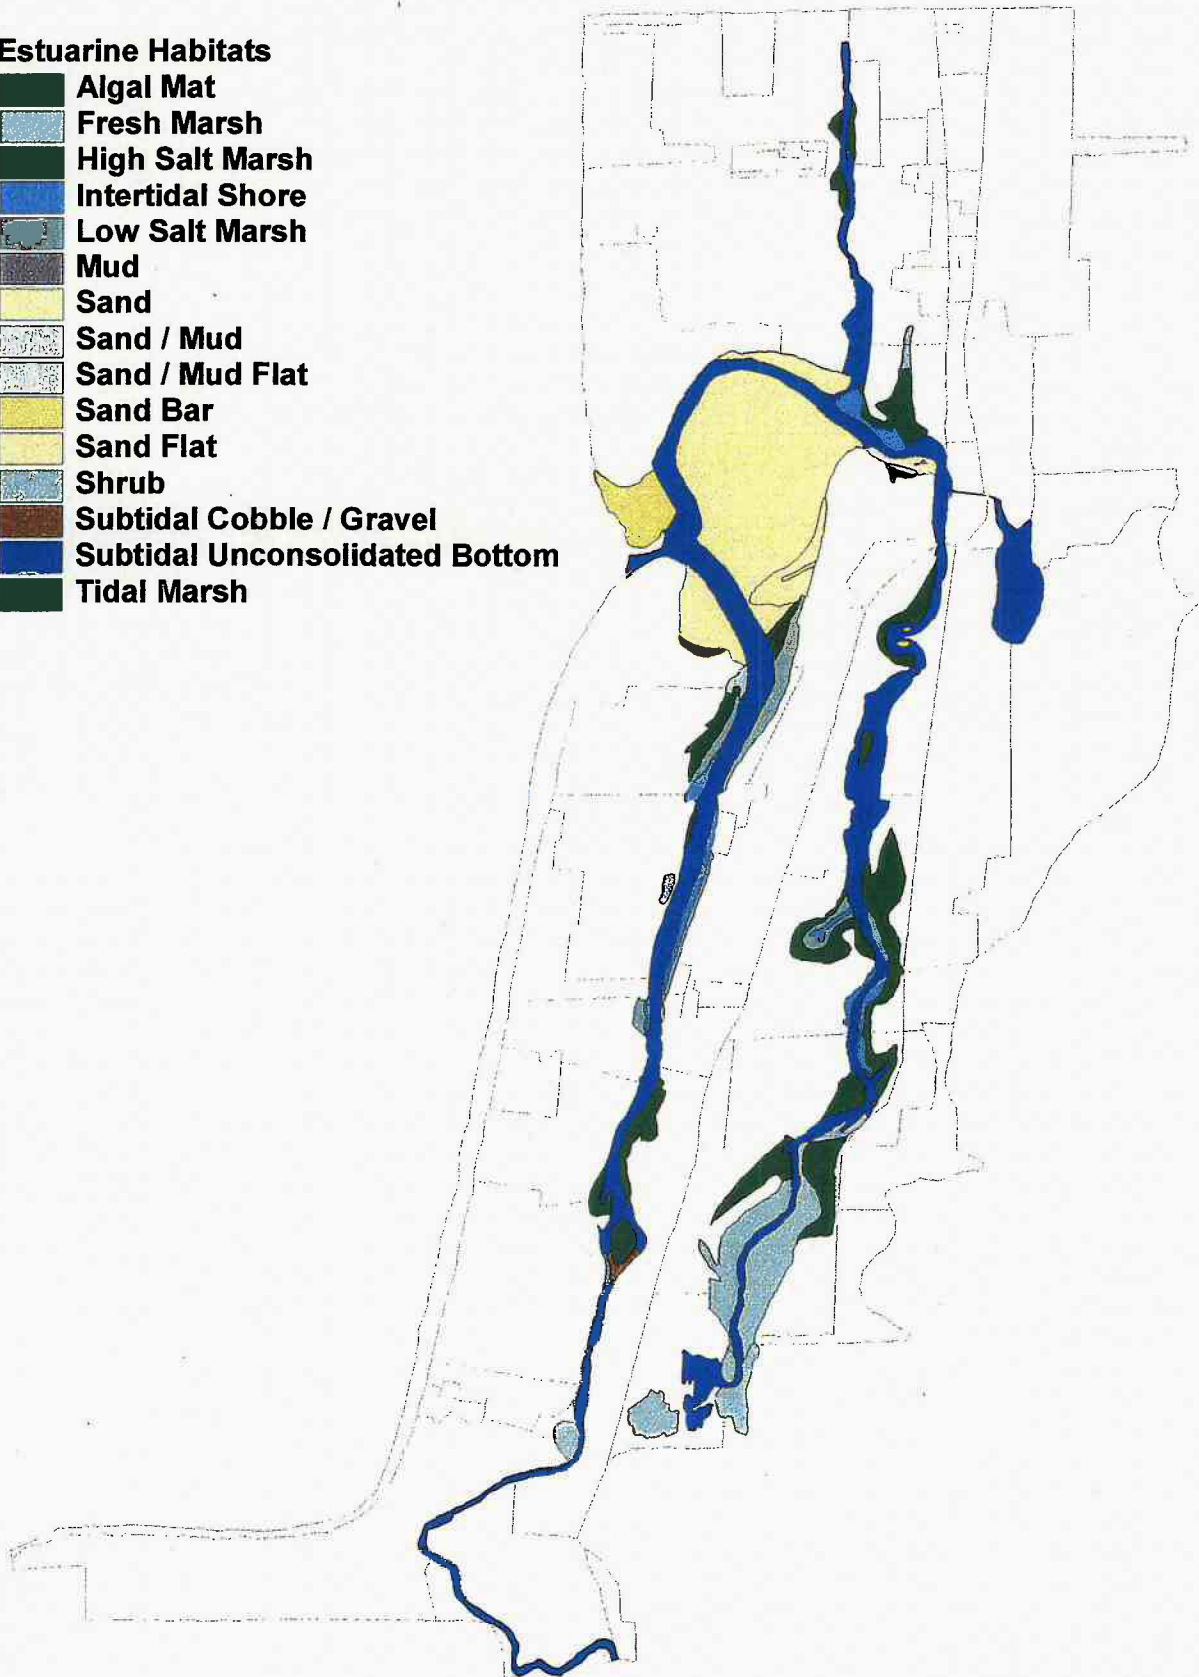 Estuarine Habitats
Algal Mat
Fresh Marsh
High Salt Marsh
Intertidal Shore
Low Salt Marsh
Mud
Sand
Sand / Mud
Sand / Mud Flat
Sand Bar
Sand Flat
Shrub
Subtidal Cobble / Gravel
Subtidal Unconsolidated Bottom
Tidal Marsh